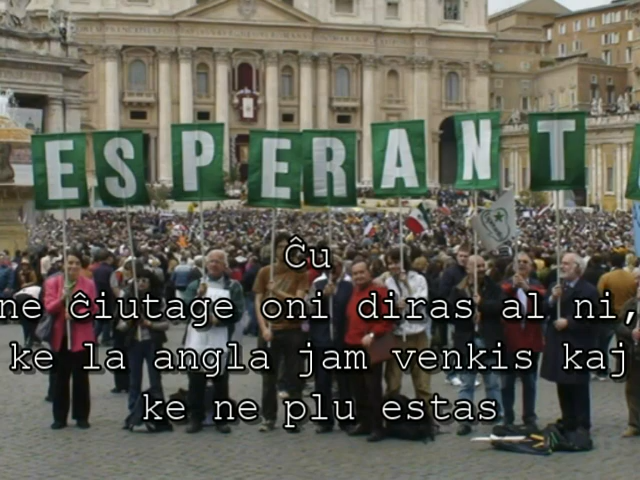 ESPERANT
Ĉu
ne ĉiutage oni diras al ni,
ke la angla jam venkis kaj
ke ne plu estas